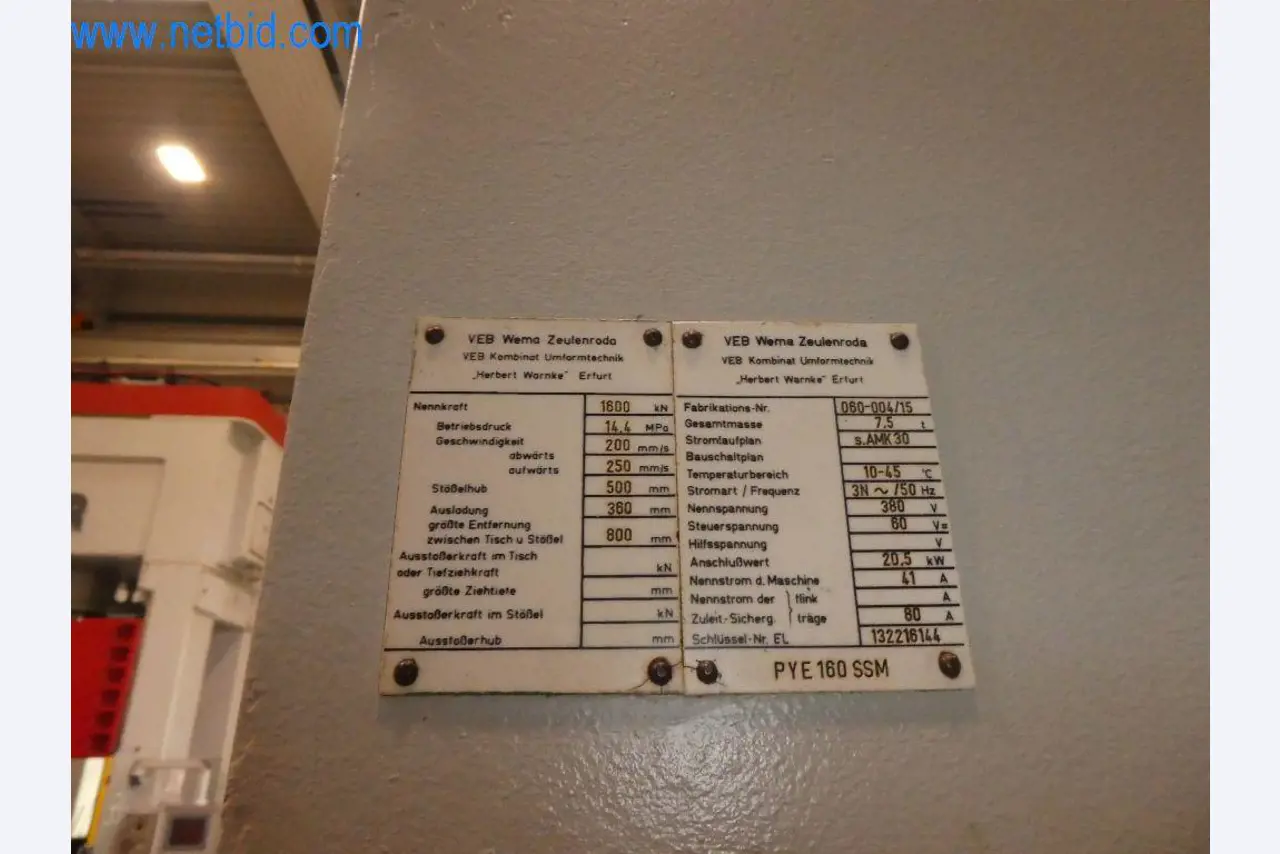 www.netbid.com
VEB Wema Zeulenroda
VEB Kombinat Umformtechnik
„Herbert Warnke" Erfurt
Nennkraft 1600 kN
Betriebsdruck 14.4 MPa
Geschwindigkeit
abwärts 200 mm/s
aufwärts 250 mm/s
Stößelhub 500 mm
Ausladung 360 mm
größte Entfernung
zwischen Tisch u Stößel 800 mm
Ausstoßerkraft im Tisch
oder Tiefziehkraft kN
größte Ziehtiefe mm
Ausstoßerkraft im Stößel kN
Ausstoßerhub mm
VEB Wema Zeulenroda
VEB Kombinat Umformtechnik
„Herbert Warnke" Erfurt
Fabrikations-Nr. 060-004/15
Gesamtmasse 7.5 t
Stromlaufplan s.AMK 30
Bauschaltplan
Temperaturbereich 10-45 °C
Stromart / Frequenz 3N ~ /50 Hz
Nennspannung 380 V
Steuerspannung 60 V=
Hilfsspannung V
Anschlußwert 20.5 kW
Nennstrom d. Maschine 41 A
Nennstrom der } flink A
Zuleit-Sicherg. } träge 80 A
Schlüssel-Nr. EL 132216144
PYE 160 SSM